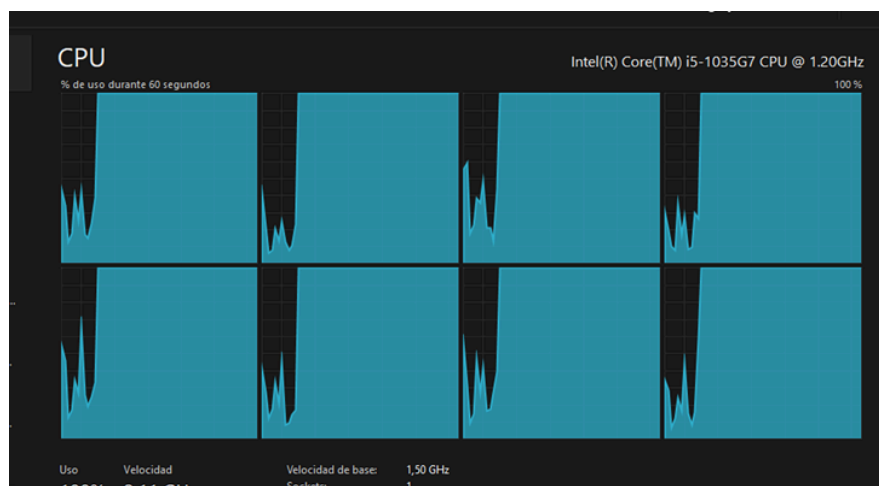 CPU
Intel(R) Core(TM) i5-1035G7 CPU @ 1.20GHz
% de uso durante 60 segundos
100 %
Uso
Velocidad
Velocidad de base:
1,50 GHz